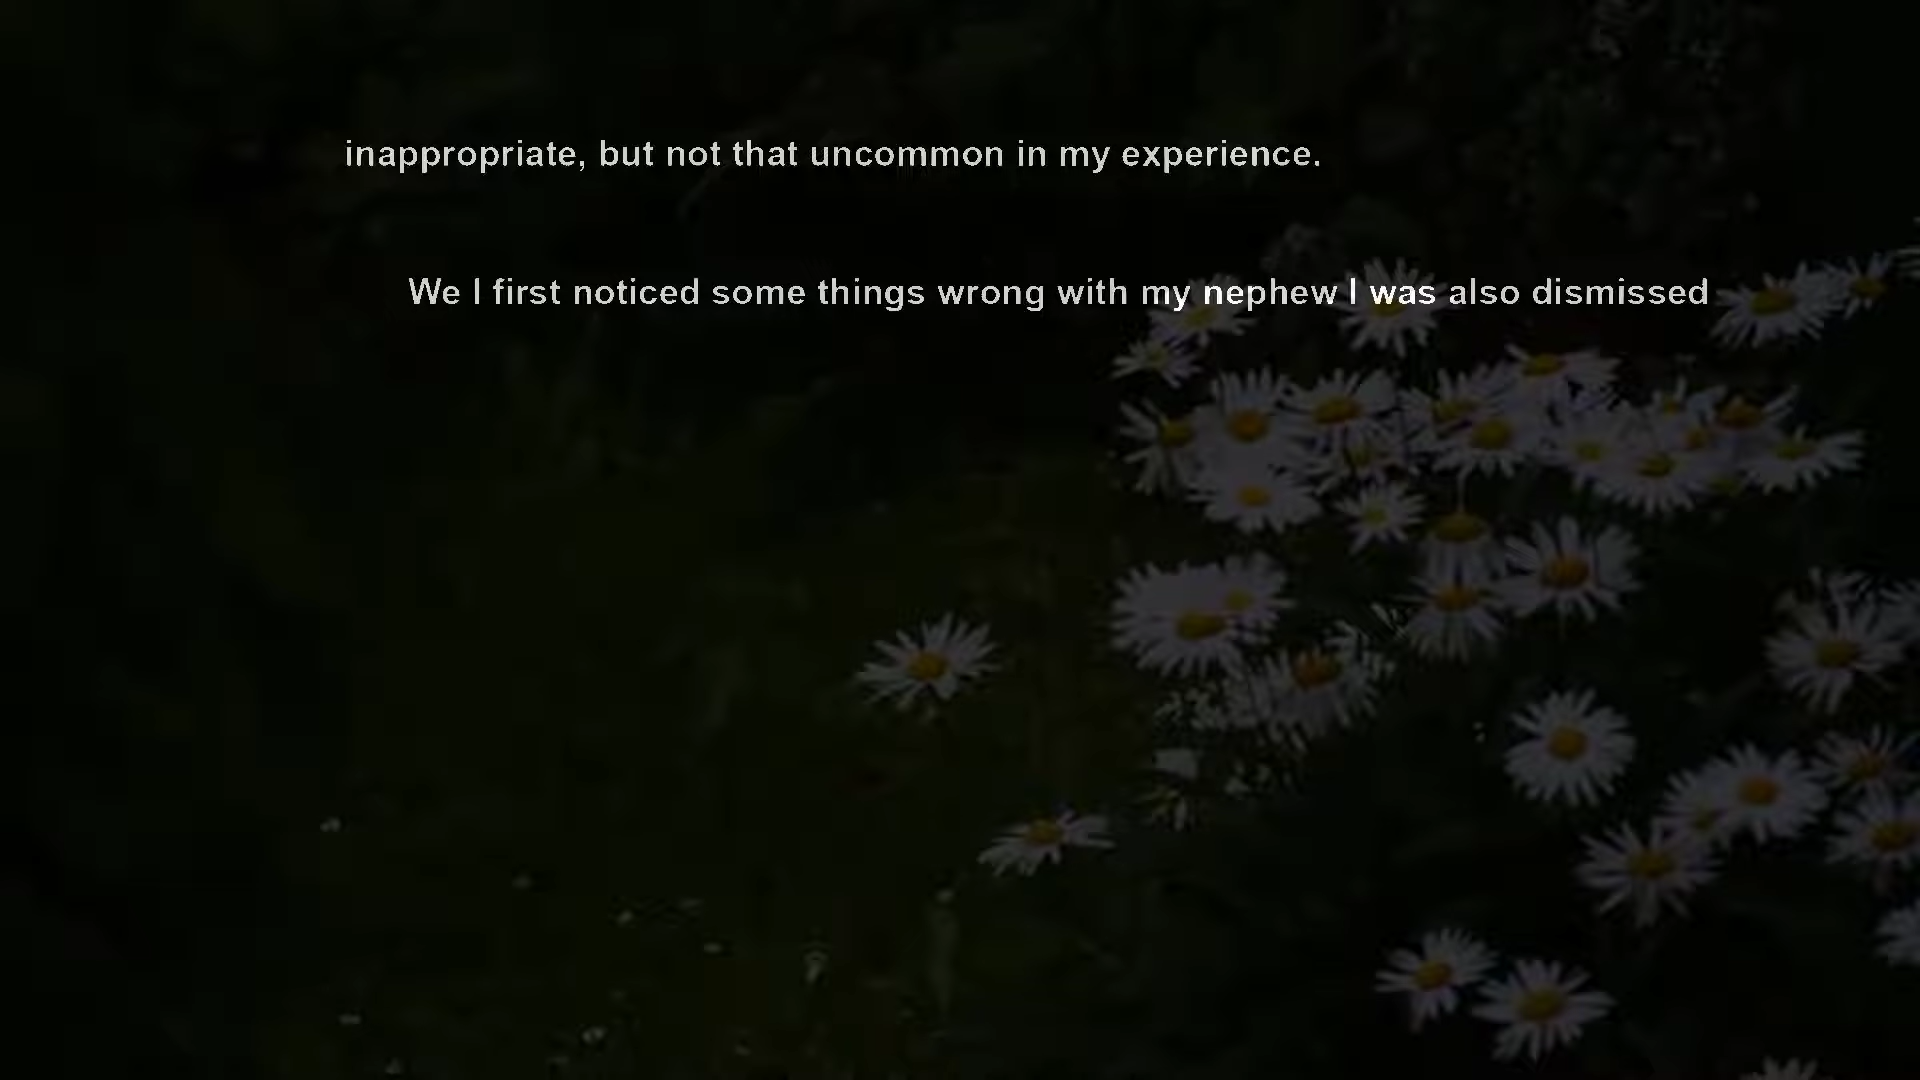 inappropriate, but not that uncommon in my experience.
We I first noticed some things wrong with my nephew I was also dismissed